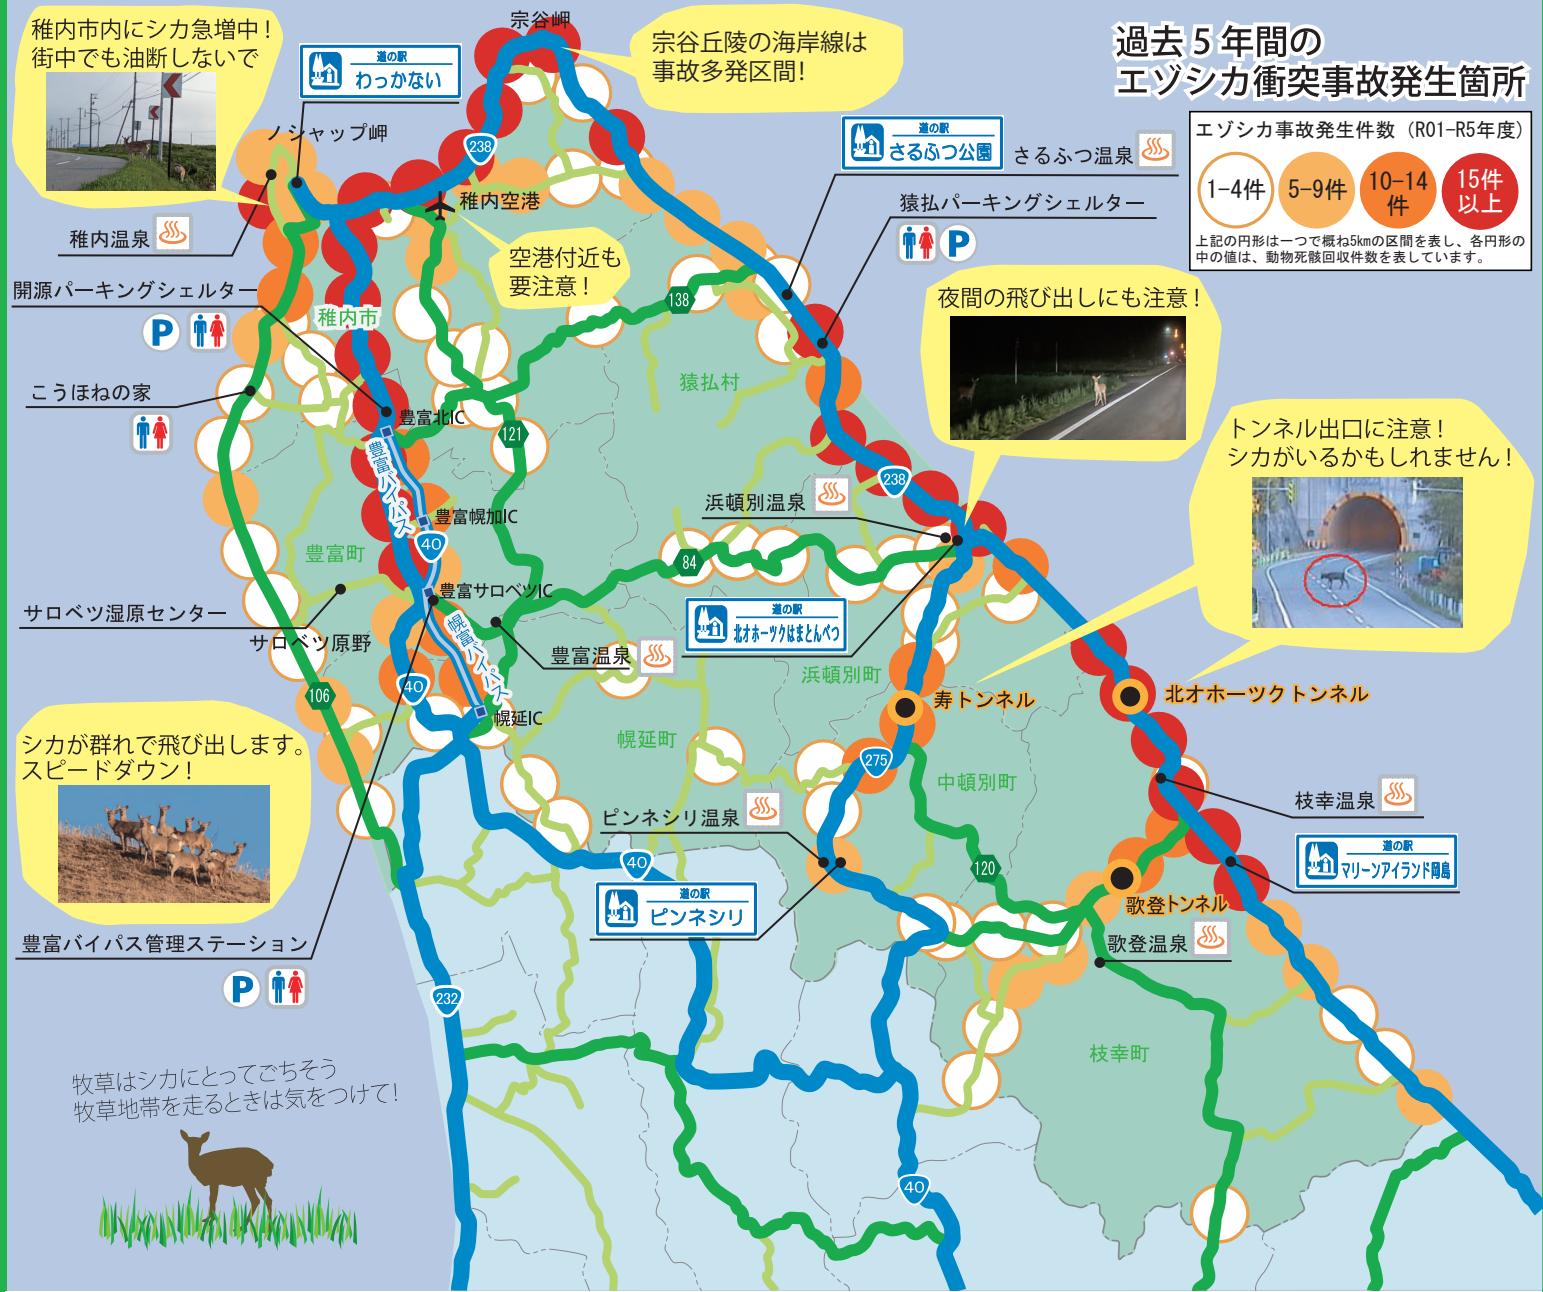 過去5年間の
エゾシカ衝突事故発生箇所
エゾシカ事故発生件数（R01−R5年度）
1−4件
5−9件
10−14
件
15件
以上
上記の円形は一つで概ね5kmの区間を表し、各円形の
中の値は、動物死骸回収件数を表しています。
稚内市内にシカ急増中！
街中でも油断しないで
道の駅
わっかない
宗谷岬
宗谷丘陵の海岸線は
事故多発区間！
ノシャップ岬
238
稚内空港
稚内温泉
空港付近も
要注意！
道の駅
さるふつ公園
さるふつ温泉
猿払パーキングシェルター
P
開源パーキングシェルター
P
稚内市
138
夜間の飛び出しにも注意！
こうほねの家
猿払村
豊富北IC
121
豊富バイパス
トンネル出口に注意！
シカがいるかもしれません！
238
浜頓別温泉
豊富幌加IC
40
豊富町
84
豊富サロベツIC
サロベツ湿原センター
サロベツ原野
幌富バイパス
豊富温泉
道の駅
北オホーツクはまとんべつ
浜頓別町
40
106
寿トンネル
北オホーツクトンネル
幌延IC
幌延町
シカが群れで飛び出します。
スピードダウン！
275
中頓別町
枝幸温泉
ピンネシリ温泉
道の駅
マリーンアイランド岡島
40
120
道の駅
ピンネシリ
歌登トンネル
歌登温泉
豊富バイパス管理ステーション
P
232
枝幸町
牧草はシカにとってごちそう
牧草地帯を走るときは気をつけて！
40